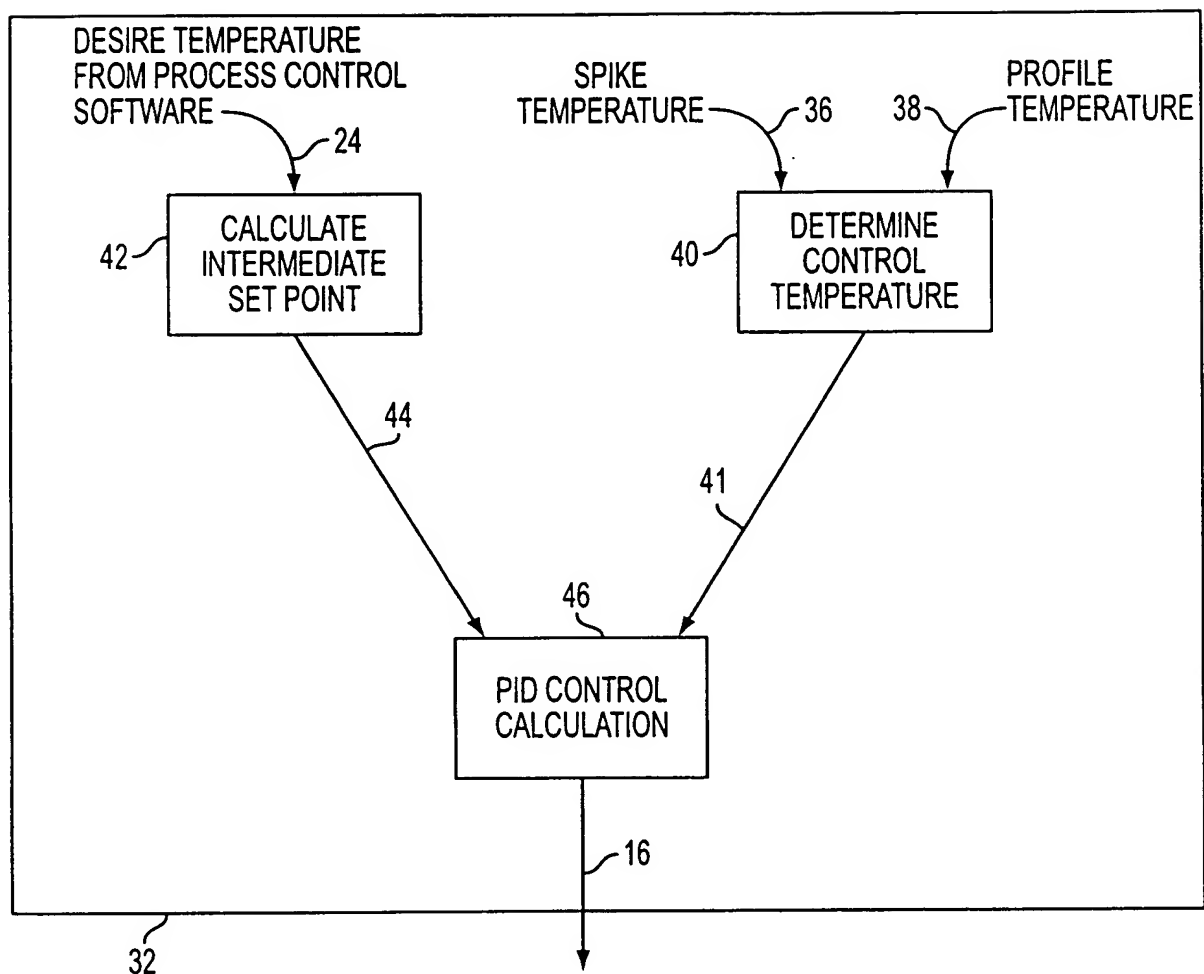 DESIRE TEMPERATURE
FROM PROCESS CONTROL
SOFTWARE
24
SPIKE
TEMPERATURE
36
38
PROFILE
TEMPERATURE
42
CALCULATE
INTERMEDIATE
SET POINT
40
DETERMINE
CONTROL
TEMPERATURE
44
41
46
PID CONTROL
CALCULATION
16
32